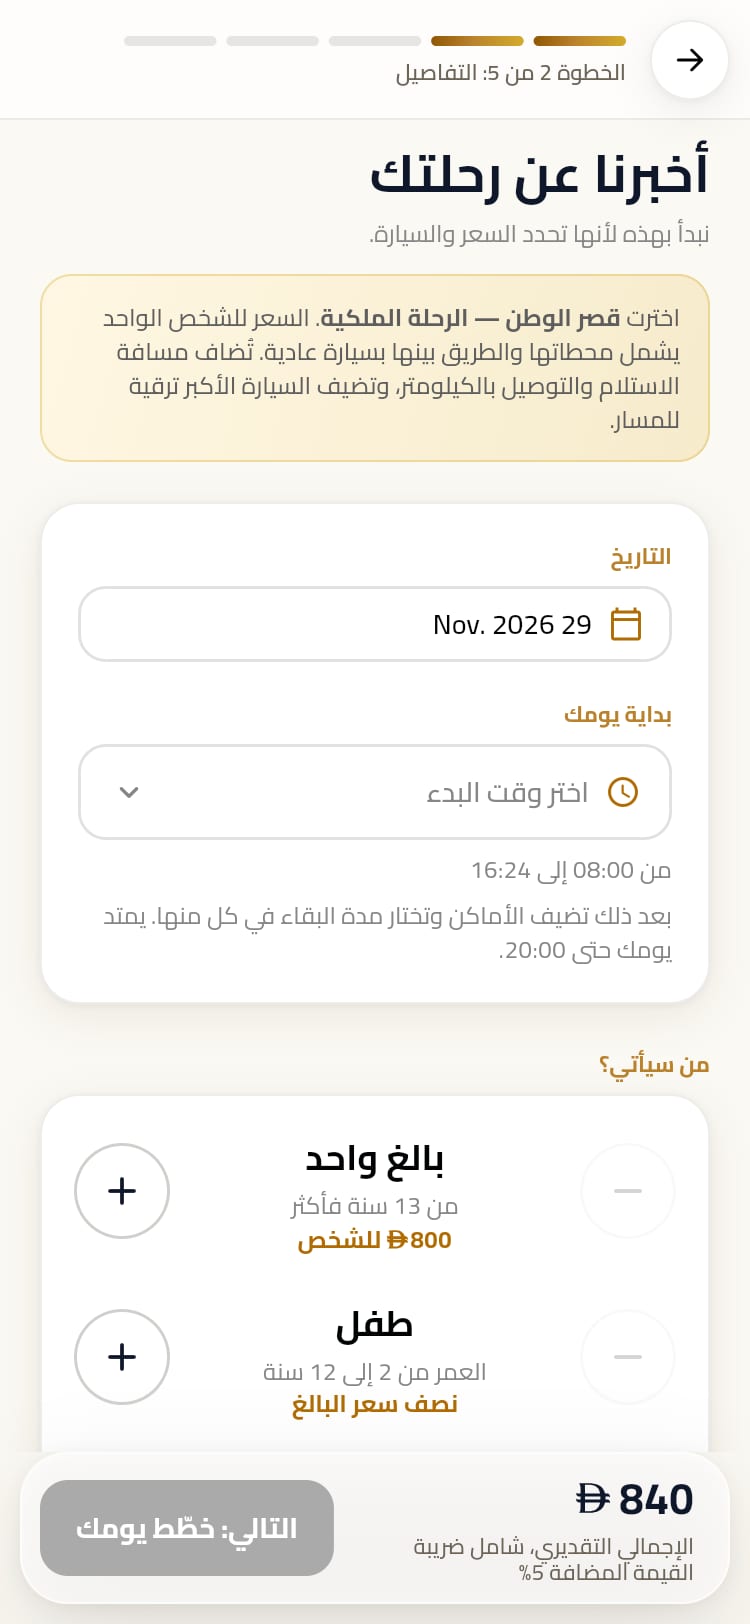 الخطوة 2 من 5: التفاصيل
أخبرنا عن رحلتك
نبدأ بهذه لأنها تحدد السعر والسيارة.
اخترت قصر الوطن — الرحلة الملكية. السعر للشخص الواحد
يشمل محطاتها والطريق بينها بسيارة عادية. تُضاف مسافة
الاستلام والتوصيل بالكيلومتر، وتضيف السيارة الأكبر ترقية
للمسار.
التاريخ
29 Nov. 2026
بداية يومك
اختر وقت البدء
من 08:00 إلى 16:24
بعد ذلك تضيف الأماكن وتختار مدة البقاء في كل منها. يمتد
يومك حتى 20:00.
من سيأتي؟
بالغ واحد
من 13 سنة فأكثر
800 للشخص
طفل
العمر من 2 إلى 12 سنة
نصف سعر البالغ
840
الإجمالي التقديري، شامل ضريبة
القيمة المضافة 5%
التالي: خطّط يومك